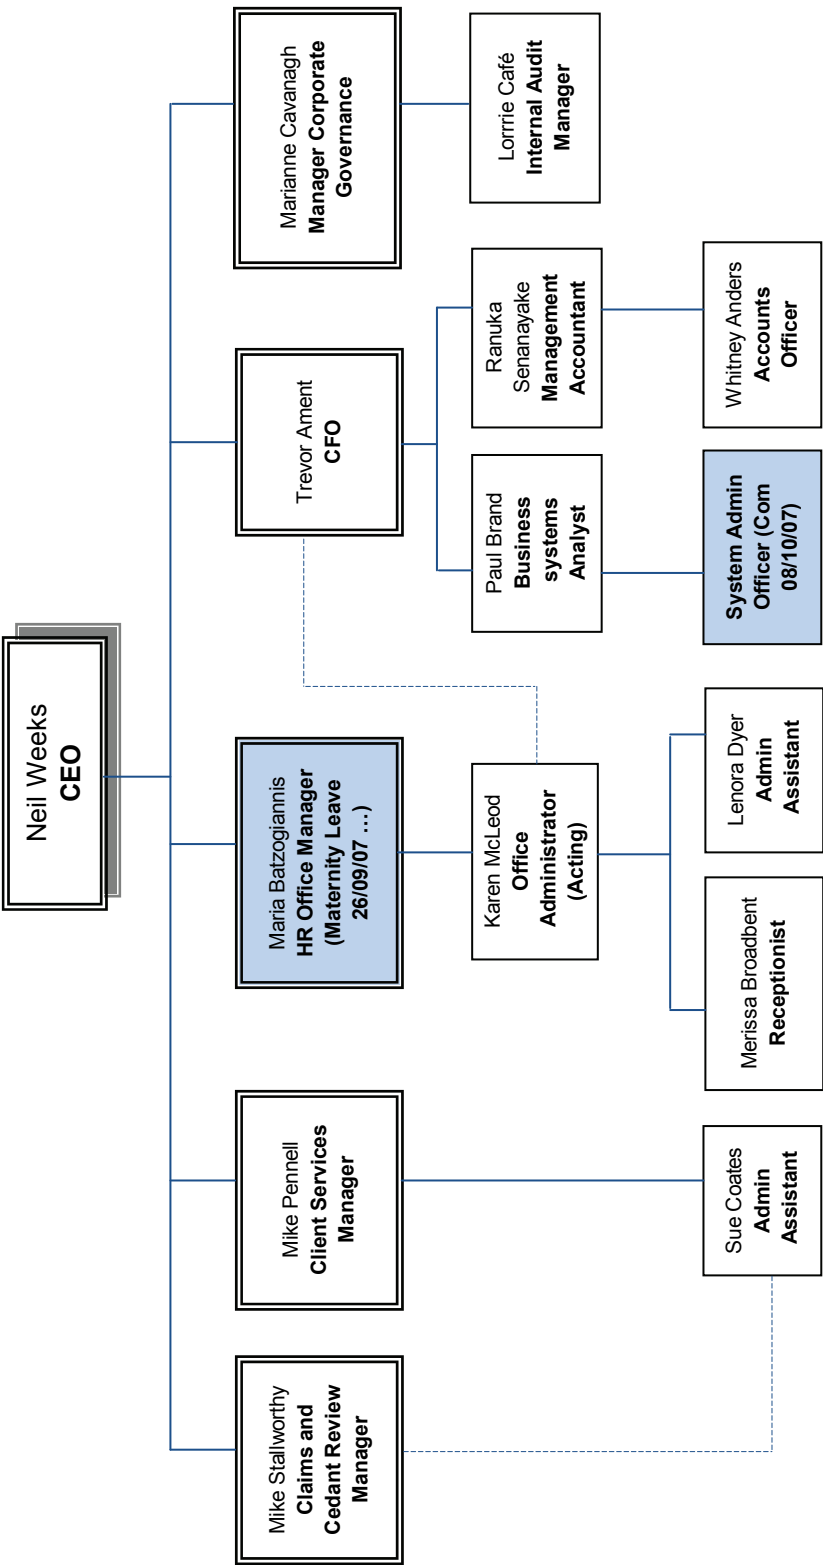 Neil Weeks
CEO
Mike Stallworthy
Claims and
Cedant Review
Manager
Mike Pennell
Client Services
Manager
Maria Batzogiannis
HR Office Manager
(Maternity Leave
26/09/07 ...)
Trevor Ament
CFO
Marianne Cavanagh
Manager Corporate
Governance
Karen McLeod
Office
Administrator
(Acting)
Paul Brand
Business
systems
Analyst
Ranuka
Senanayake
Management
Accountant
Lorrrie Café
Internal Audit
Manager
Sue Coates
Admin
Assistant
Merissa Broadbent
Receptionist
Lenora Dyer
Admin
Assistant
System Admin
Officer (Com
08/10/07)
Whitney Anders
Accounts
Officer